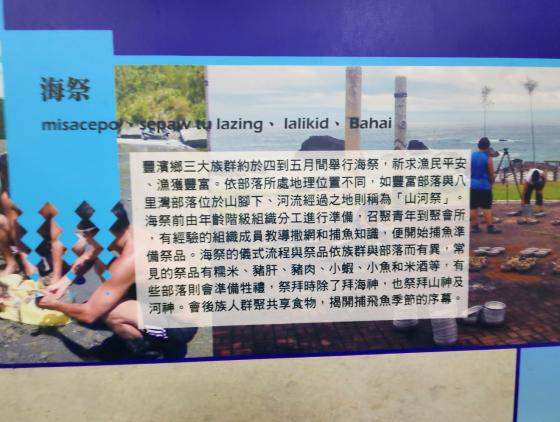 海祭
misacepo'、sepaw tu lazing、lalikid、Bahai
豐濱鄉三大族群約於四到五月間舉行海祭，祈求漁民平安
、漁獲豐富。依部落所處地理位置不同，如豐富部落與八
里灣部落位於山腳下、河流經過之地則稱為「山河祭」。
海祭前由年齡階級組織分工進行準備，召聚青年到聚會所
，有經驗的組織成員教導撒網和捕魚知識，便開始捕魚準
備祭品。海祭的儀式流程與祭品依族群與部落而有異，常
見的祭品有糯米、豬肝、豬肉、小蝦、小魚和米酒等，有
些部落則會準備牲禮，祭拜時除了拜海神，也祭拜山神及
河神。會後族人群聚共享食物，揭開捕飛魚季節的序幕。